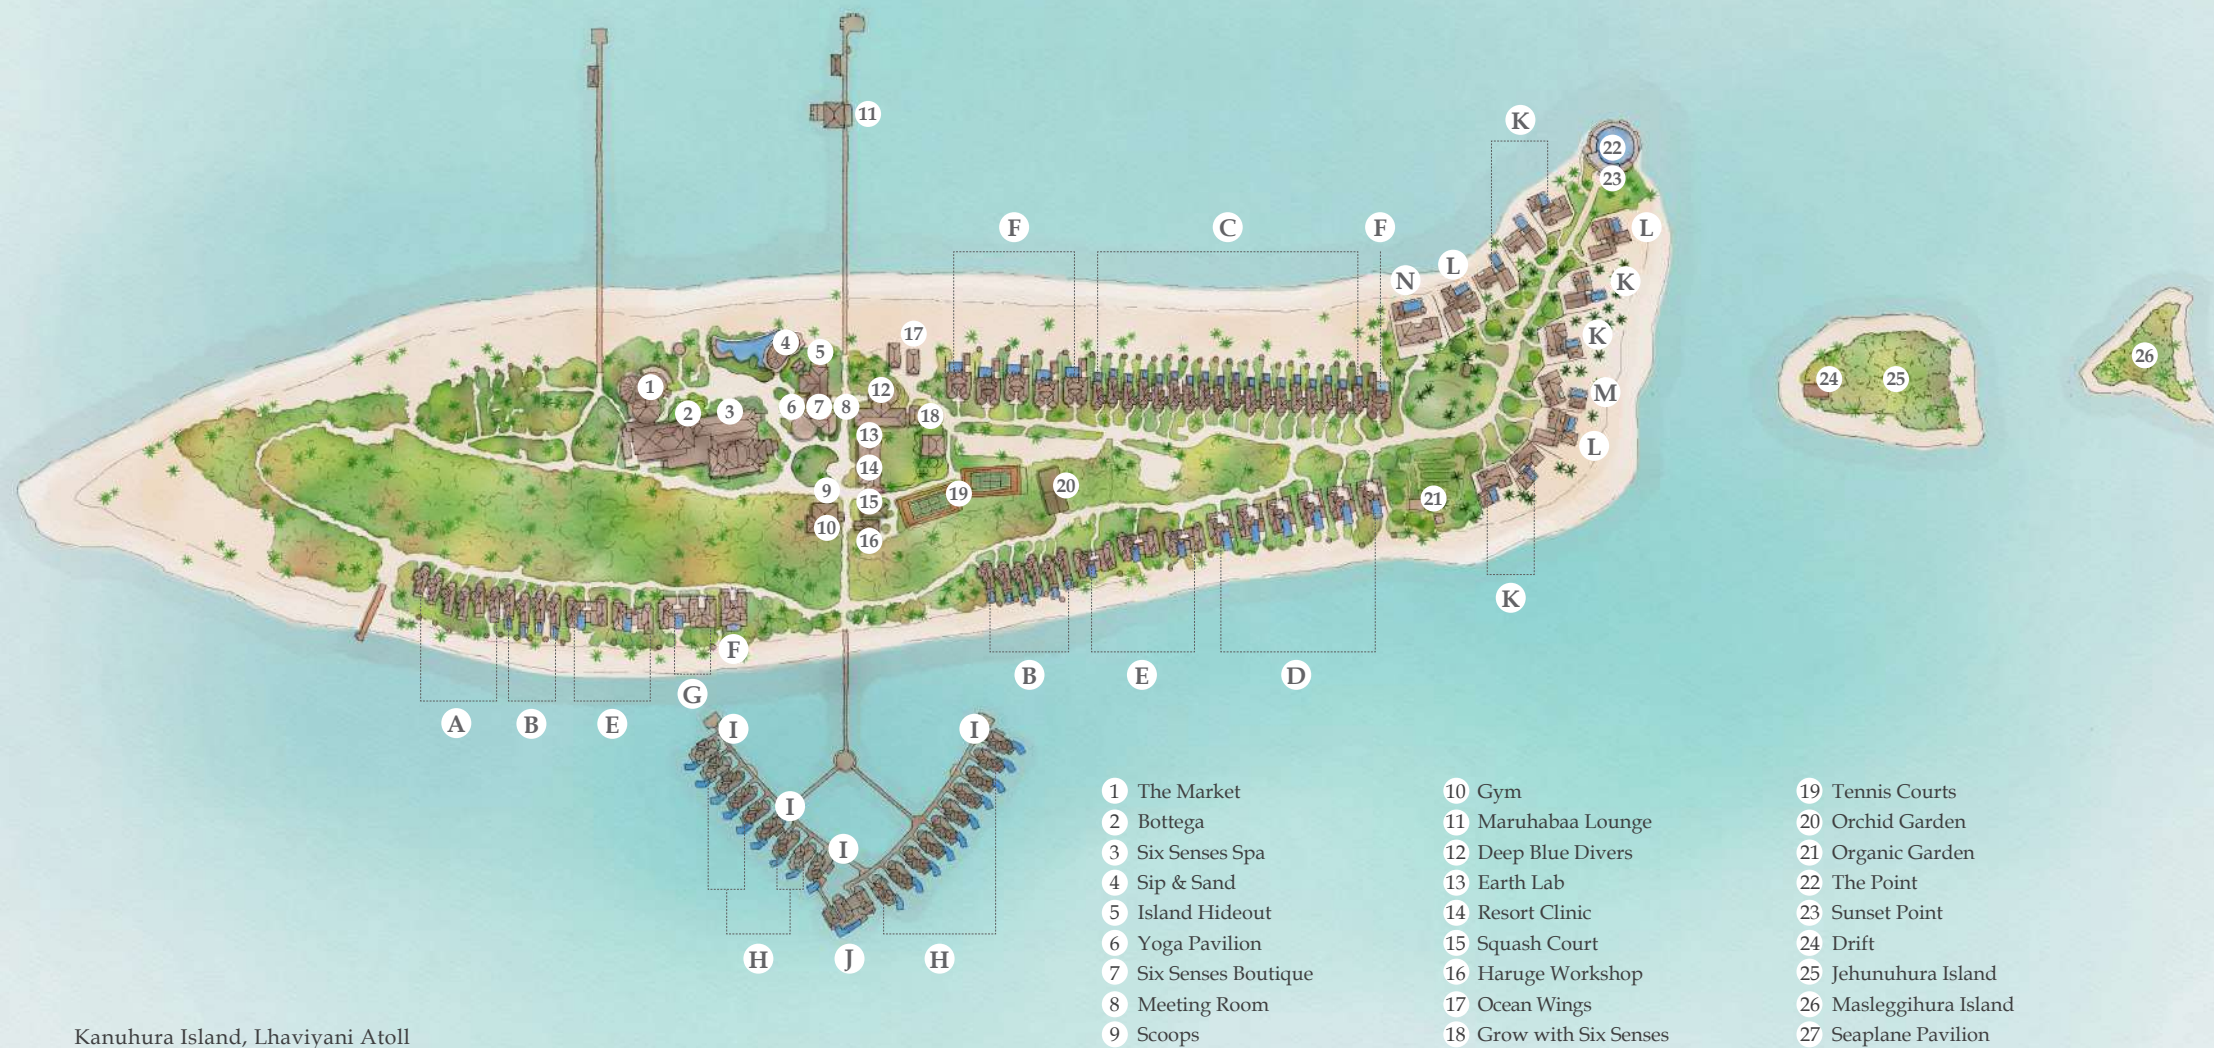 K
22
23
11
F
C
F
L
N
L
K
17
4
5
K
26
1
24
25
6
7
8
12
2
3
18
M
13
L
14
9
20
19
15
21
10
16
K
F
B
E
D
G
A
B
E
I
I
I
I
H
J
H
1 The Market
2 Bottega
3 Six Senses Spa
4 Sip & Sand
5 Island Hideout
6 Yoga Pavilion
7 Six Senses Boutique
8 Meeting Room
9 Scoops
10 Gym
11 Maruhabaa Lounge
12 Deep Blue Divers
13 Earth Lab
14 Resort Clinic
15 Squash Court
16 Haruge Workshop
17 Ocean Wings
18 Grow with Six Senses
19 Tennis Courts
20 Orchid Garden
21 Organic Garden
22 The Point
23 Sunset Point
24 Drift
25 Jehunuhura Island
26 Masleggihura Island
27 Seaplane Pavilion
Kanuhura Island, Lhaviyani Atoll